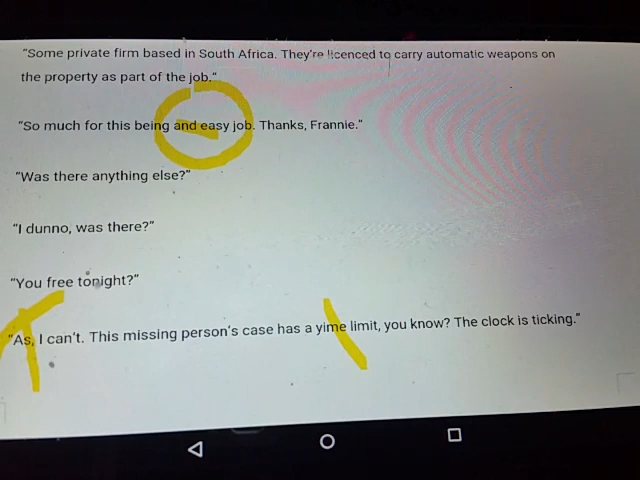 "Some private firm based in South Africa. They're licenced to carry automatic weapons on
the property as part of the job."
"So much for this being and easy job. Thanks, Frannie."
"Was there anything else?"
"I dunno, was there?"
"You free tonight?"
"As, I can't. This missing person's case has a yime limit, you know? The clock is ticking."